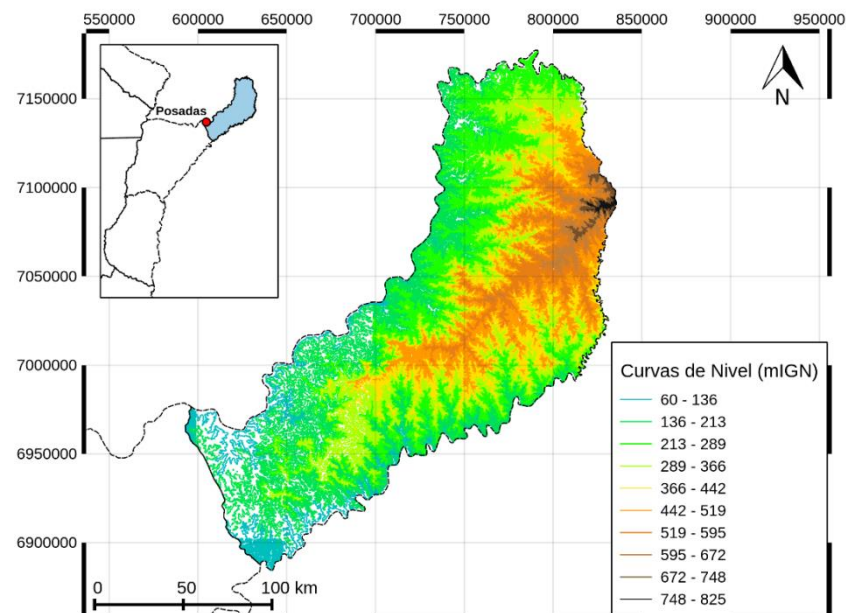 550000 600000 650000 700000 750000 800000 850000 900000 950000
Posadas
N
7150000
7100000
7050000
7000000
6950000
6900000
Curvas de Nivel (mIGN)
60 - 136
136 - 213
213 - 289
289 - 366
366 - 442
442 - 519
519 - 595
595 - 672
672 - 748
748 - 825
0 50 100 km